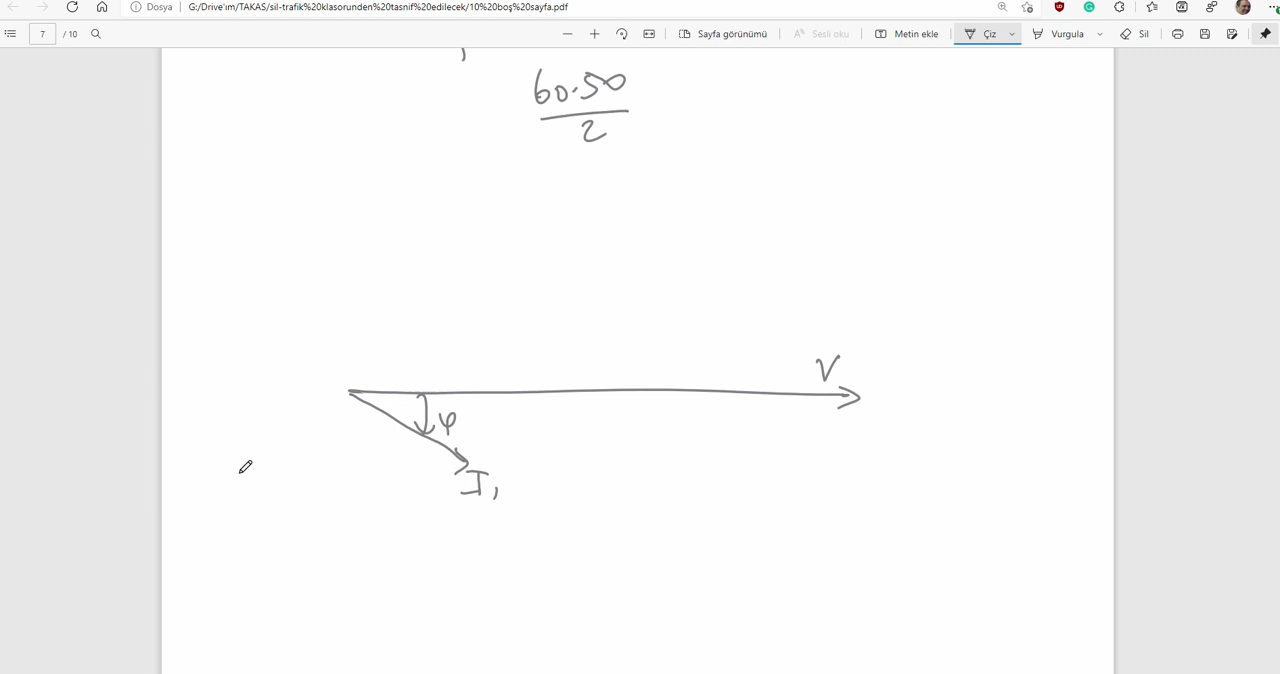 Dosya G:/Drive'ım/TAKAS/sil-trafik%20klasorunden%20tasnif%20edilecek/10%20boş%20sayfa.pdf
7 / 10 Sayfa görünümü Sesli oku Metin ekle Çiz Vurgula Sil
60.50
2
V
φ
I,